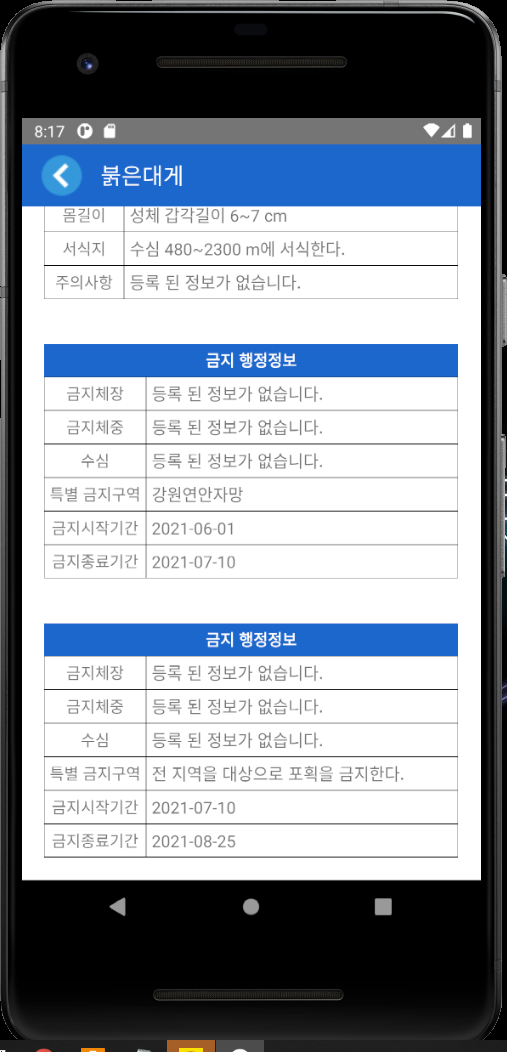 8:17
붉은대게
몸길이 성체 갑각길이 6~7 cm
서식지 수심 480~2300 m에 서식한다.
주의사항 등록 된 정보가 없습니다.
금지 행정정보
금지체장 등록 된 정보가 없습니다.
금지체중 등록 된 정보가 없습니다.
수심 등록 된 정보가 없습니다.
특별 금지구역 강원연안자망
금지시작기간 2021-06-01
금지종료기간 2021-07-10
금지 행정정보
금지체장 등록 된 정보가 없습니다.
금지체중 등록 된 정보가 없습니다.
수심 등록 된 정보가 없습니다.
특별 금지구역 전 지역을 대상으로 포획을 금지한다.
금지시작기간 2021-07-10
금지종료기간 2021-08-25